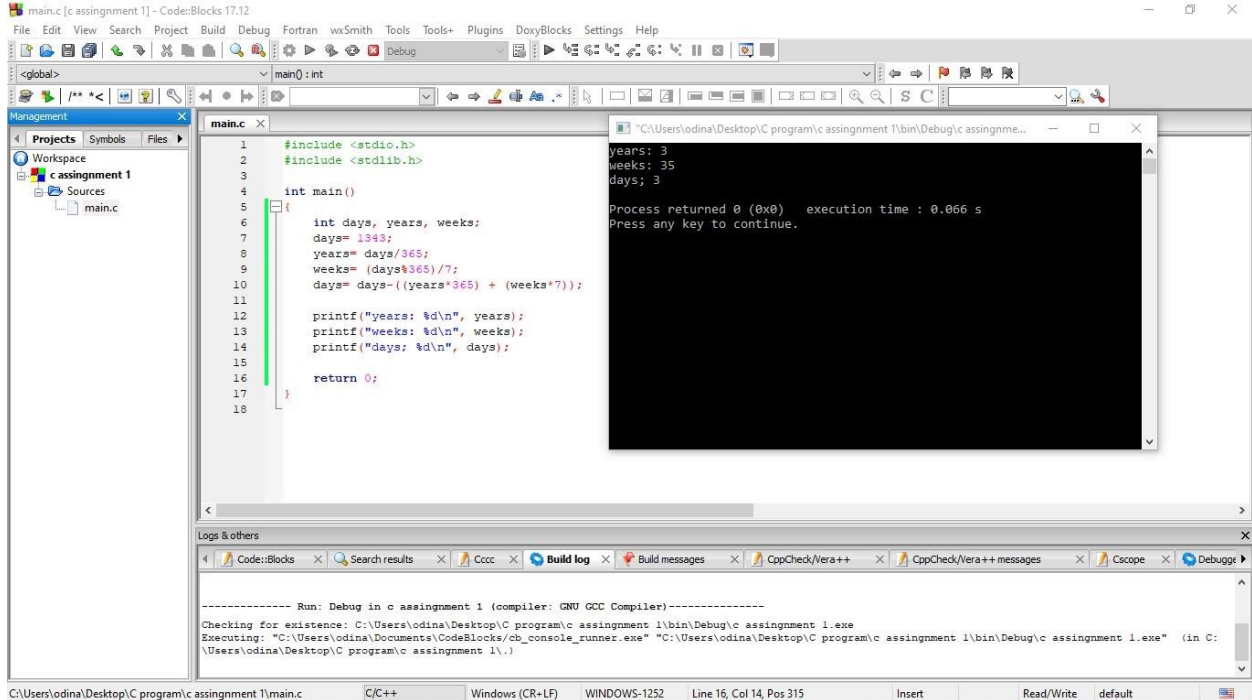 main.c [c assingnment 1] - Code::Blocks 17.12
File Edit View Search Project Build Debug Fortran wxSmith Tools Tools+ Plugins DoxyBlocks Settings Help
Debug
<global>
main() : int
/** *<
Aa .*
S C
Management
Projects Symbols Files
Workspace
c assingnment 1
Sources
main.c
main.c
1 #include <stdio.h>
2 #include <stdlib.h>
3
4 int main()
5 {
6 int days, years, weeks;
7 days= 1343;
8 years= days/365;
9 weeks= (days%365)/7;
10 days= days-((years*365) + (weeks*7));
11
12 printf("years: %d\n", years);
13 printf("weeks: %d\n", weeks);
14 printf("days; %d\n", days);
15
16 return 0;
17 }
18
"C:\Users\odina\Desktop\C program\c assingnment 1\bin\Debug\c assingnme...
years: 3
weeks: 35
days; 3
Process returned 0 (0x0) execution time : 0.066 s
Press any key to continue.
Logs & others
Code::Blocks Search results Cccc Build log Build messages CppCheck/Vera++ CppCheck/Vera++ messages Cscope Debugge
-------------- Run: Debug in c assingnment 1 (compiler: GNU GCC Compiler)---------------
Checking for existence: C:\Users\odina\Desktop\C program\c assingnment 1\bin\Debug\c assingnment 1.exe
Executing: "C:\Users\odina\Documents\CodeBlocks/cb_console_runner.exe" "C:\Users\odina\Desktop\C program\c assingnment 1\bin\Debug\c assingnment 1.exe" (in C:
\Users\odina\Desktop\C program\c assingnment 1\.)
C:\Users\odina\Desktop\C program\c assingnment 1\main.c C/C++ Windows (CR+LF) WINDOWS-1252 Line 16, Col 14, Pos 315 Insert Read/Write default